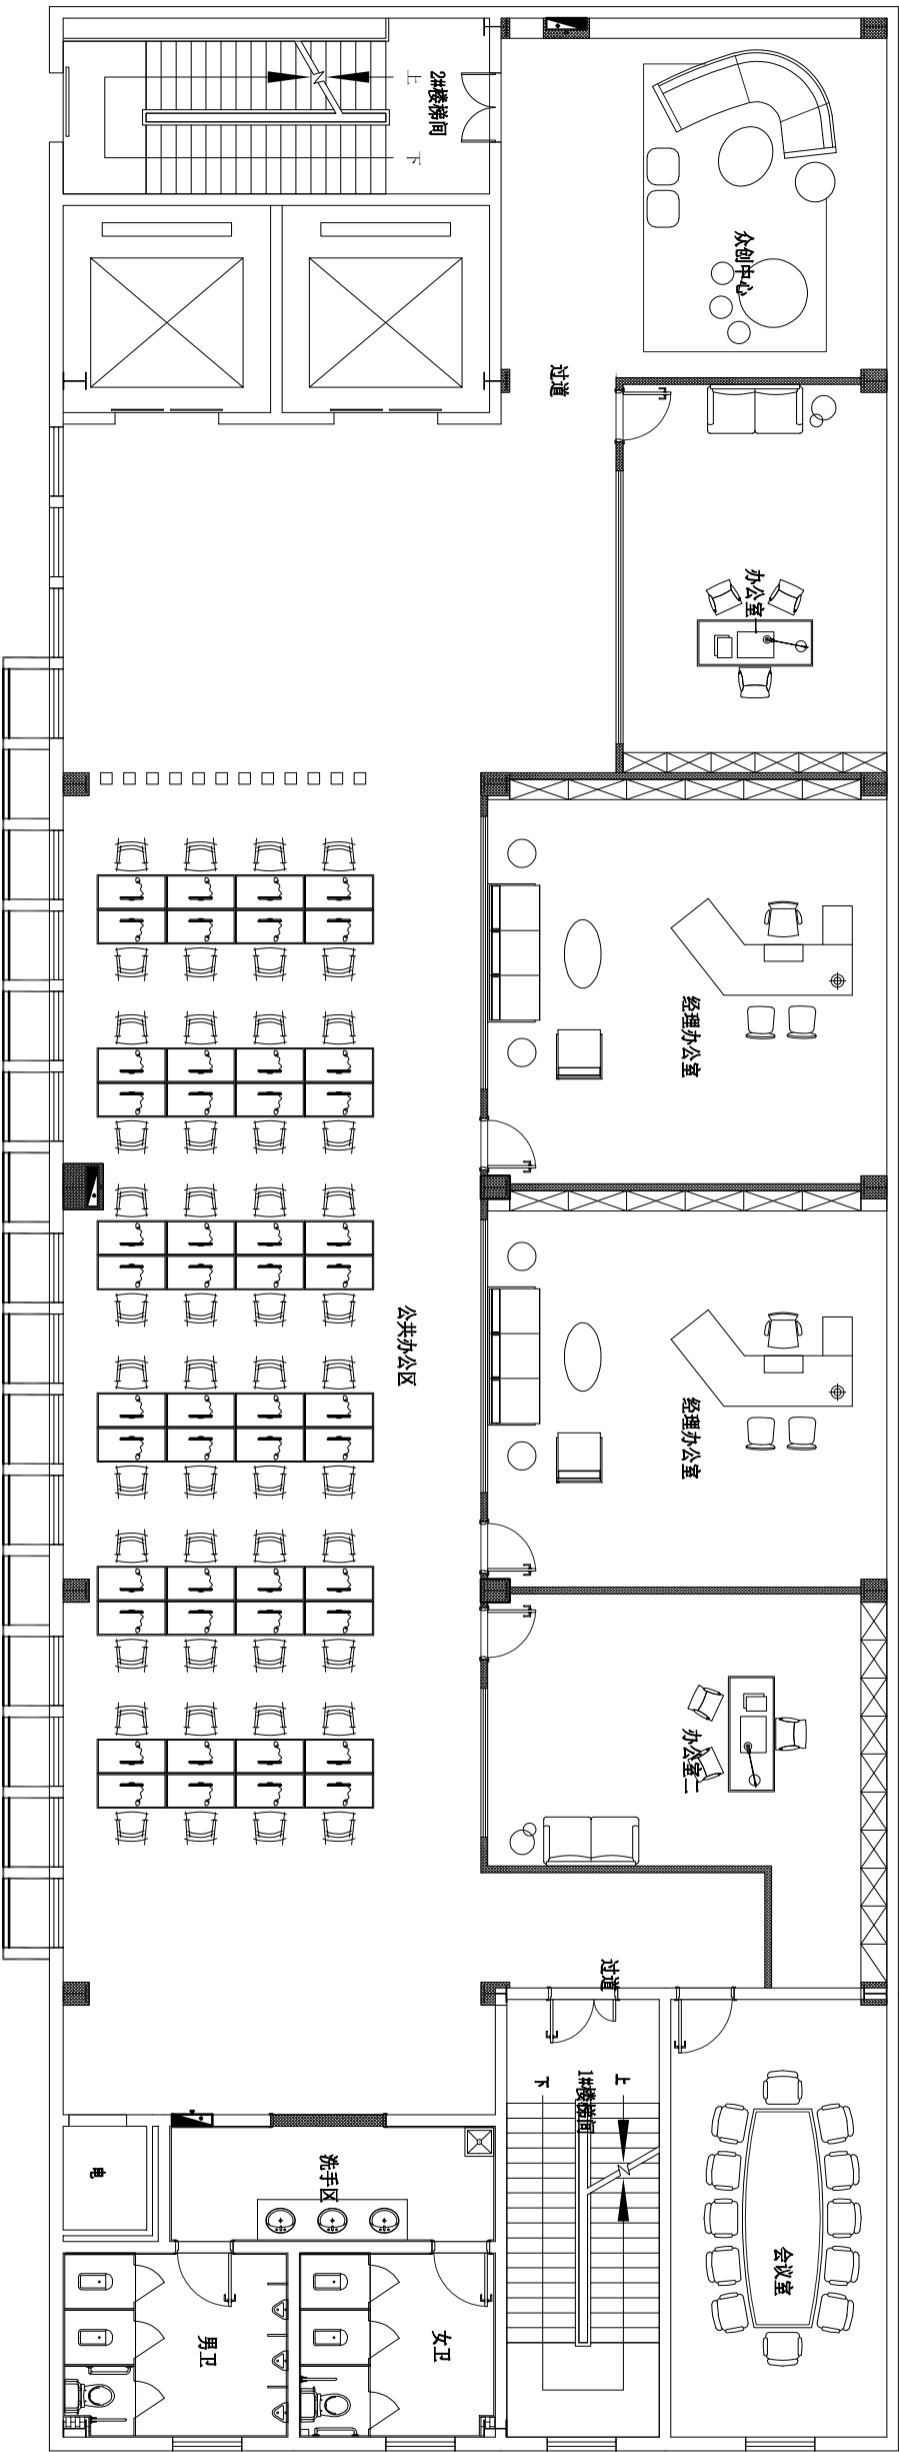 上
2#楼梯间
下
众创中心
过道
办公室一
经理办公室
公共办公区
经理办公室
办公室二
过道
上
1#楼梯间
下
洗手区
电
会议室
男卫
女卫